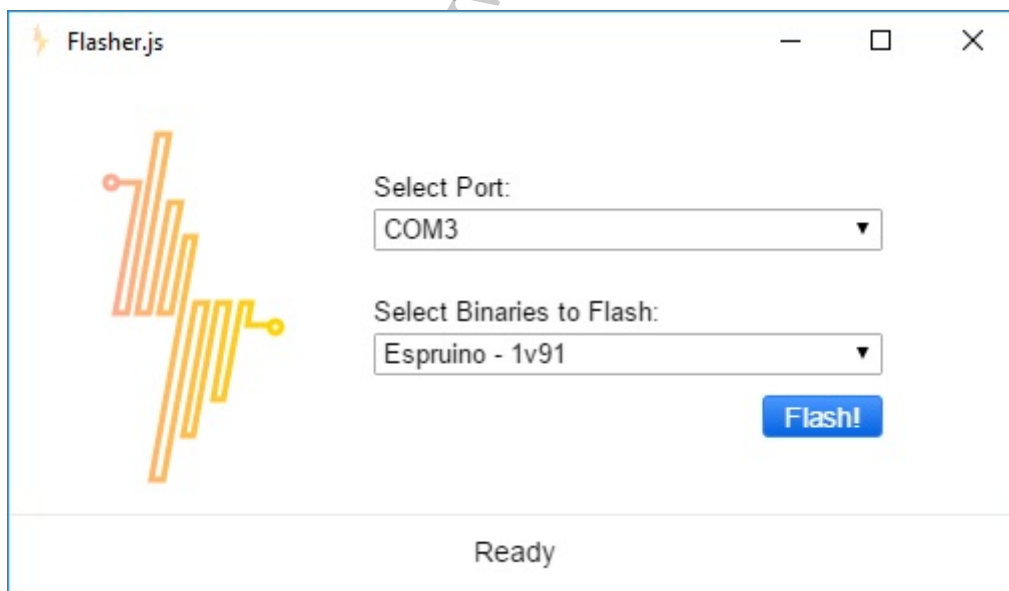 Flasher.js
Select Port:
COM3
Select Binaries to Flash:
Espruino - 1v91
Flash!
Ready